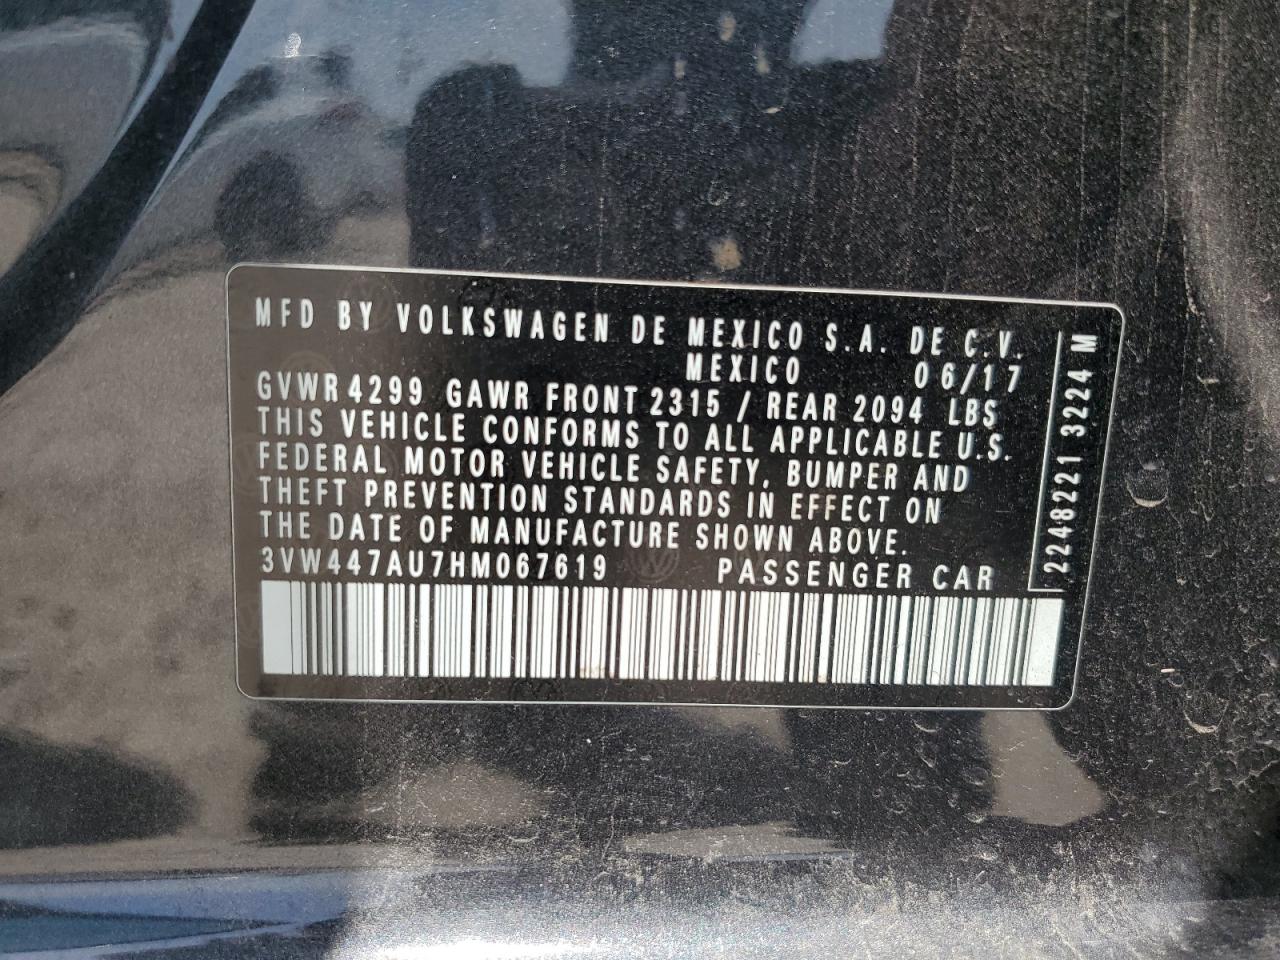 MFD BY VOLKSWAGEN DE MEXICO S.A. DE C.V.
MEXICO 06/17
GVWR 4299 GAWR FRONT 2315 / REAR 2094 LBS
THIS VEHICLE CONFORMS TO ALL APPLICABLE U.S.
FEDERAL MOTOR VEHICLE SAFETY, BUMPER AND
THEFT PREVENTION STANDARDS IN EFFECT ON
THE DATE OF MANUFACTURE SHOWN ABOVE.
3VW447AU7HM067619 PASSENGER CAR
2248221 3224 M